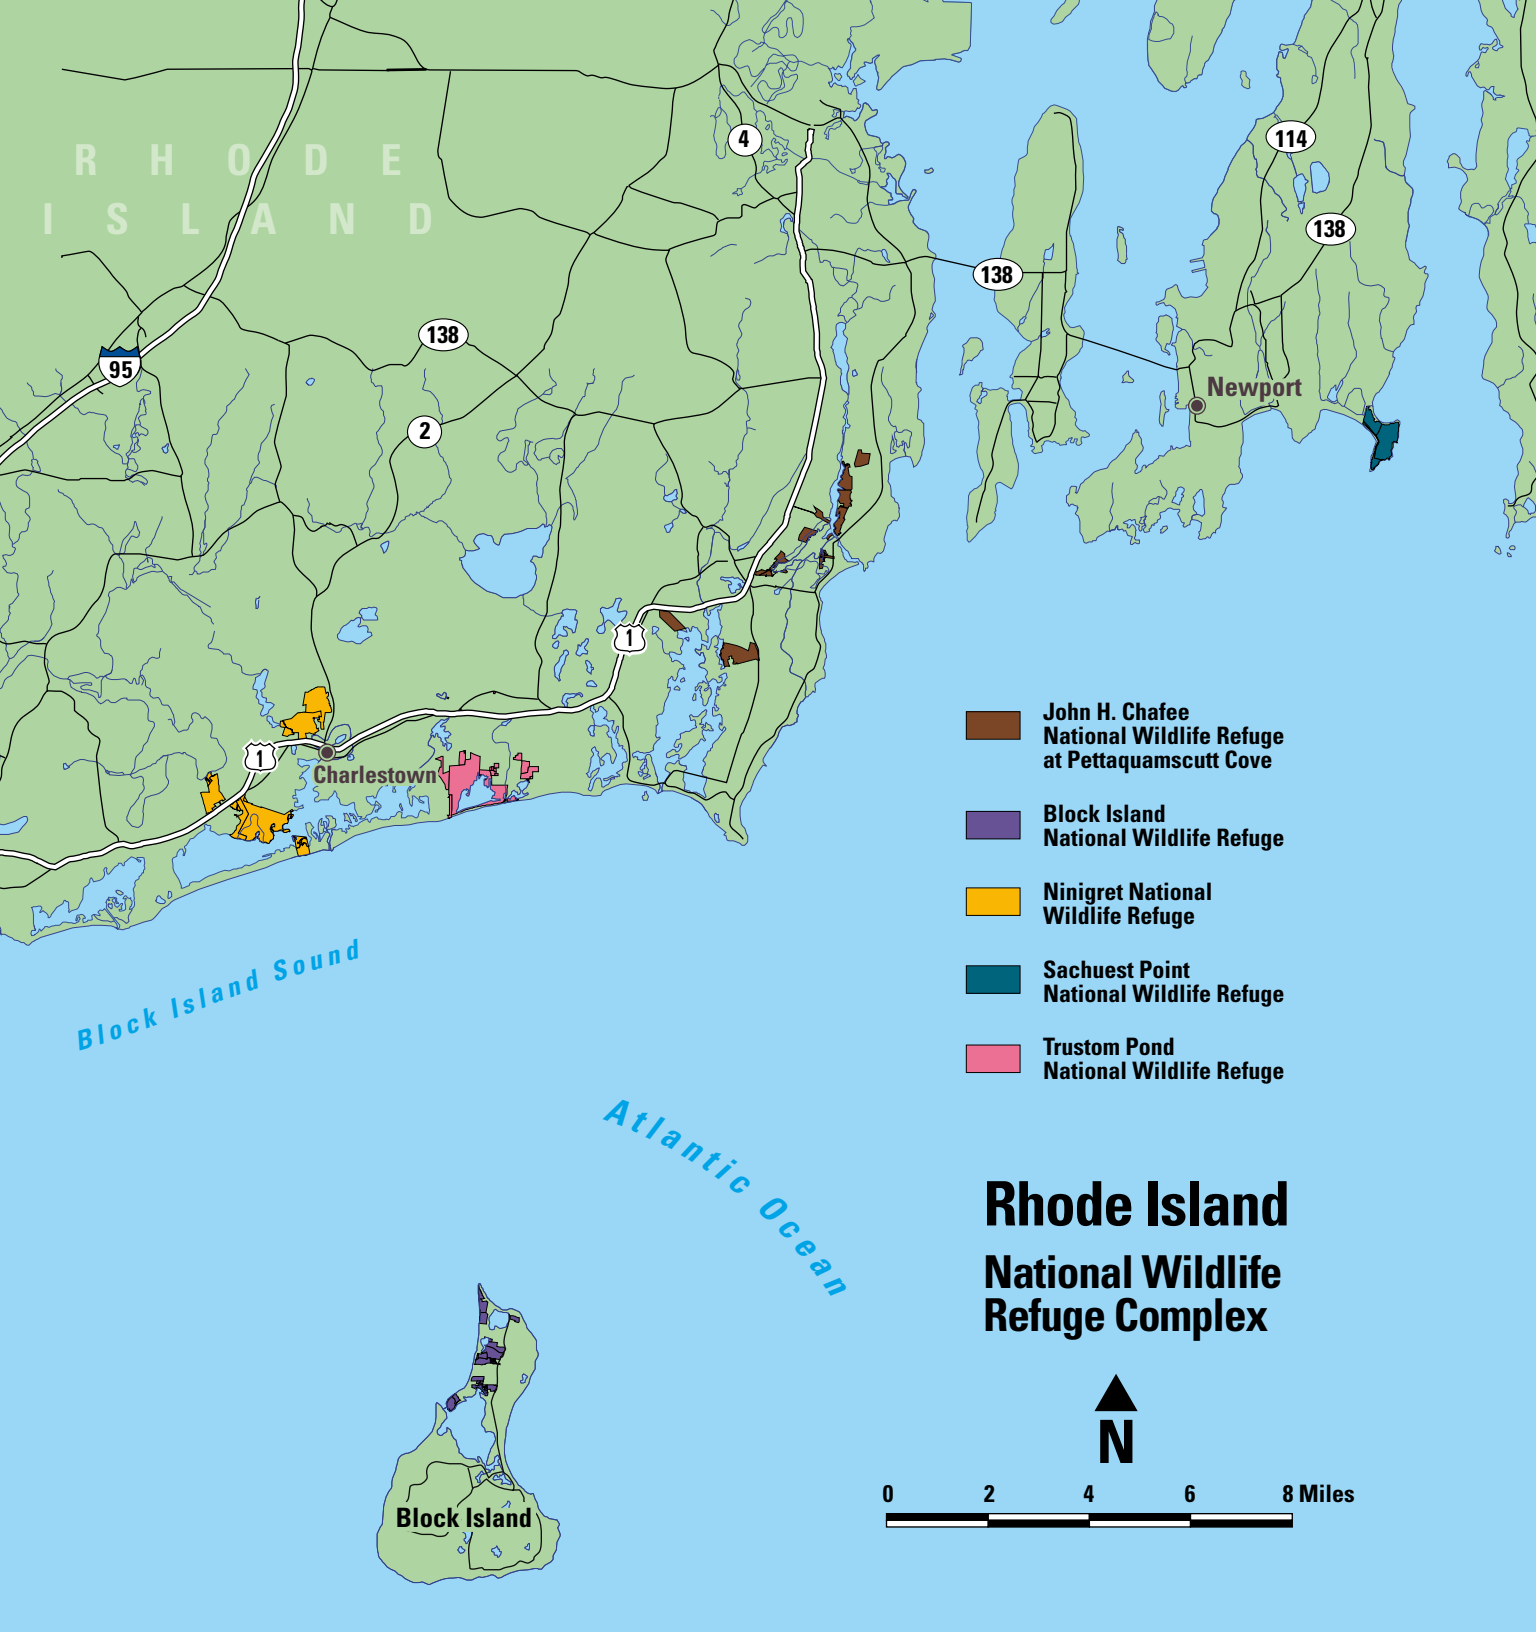 4
114
R H O D E
I S L A N D
138
138
138
95
Newport
2
1
John H. Chafee
National Wildlife Refuge
at Pettaquamscutt Cove
1
Charlestown
Block Island
National Wildlife Refuge
Ninigret National
Wildlife Refuge
Block Island Sound
Sachuest Point
National Wildlife Refuge
Trustom Pond
National Wildlife Refuge
Atlantic Ocean
Rhode Island
National Wildlife
Refuge Complex
N
0 2 4 6 8 Miles
Block Island